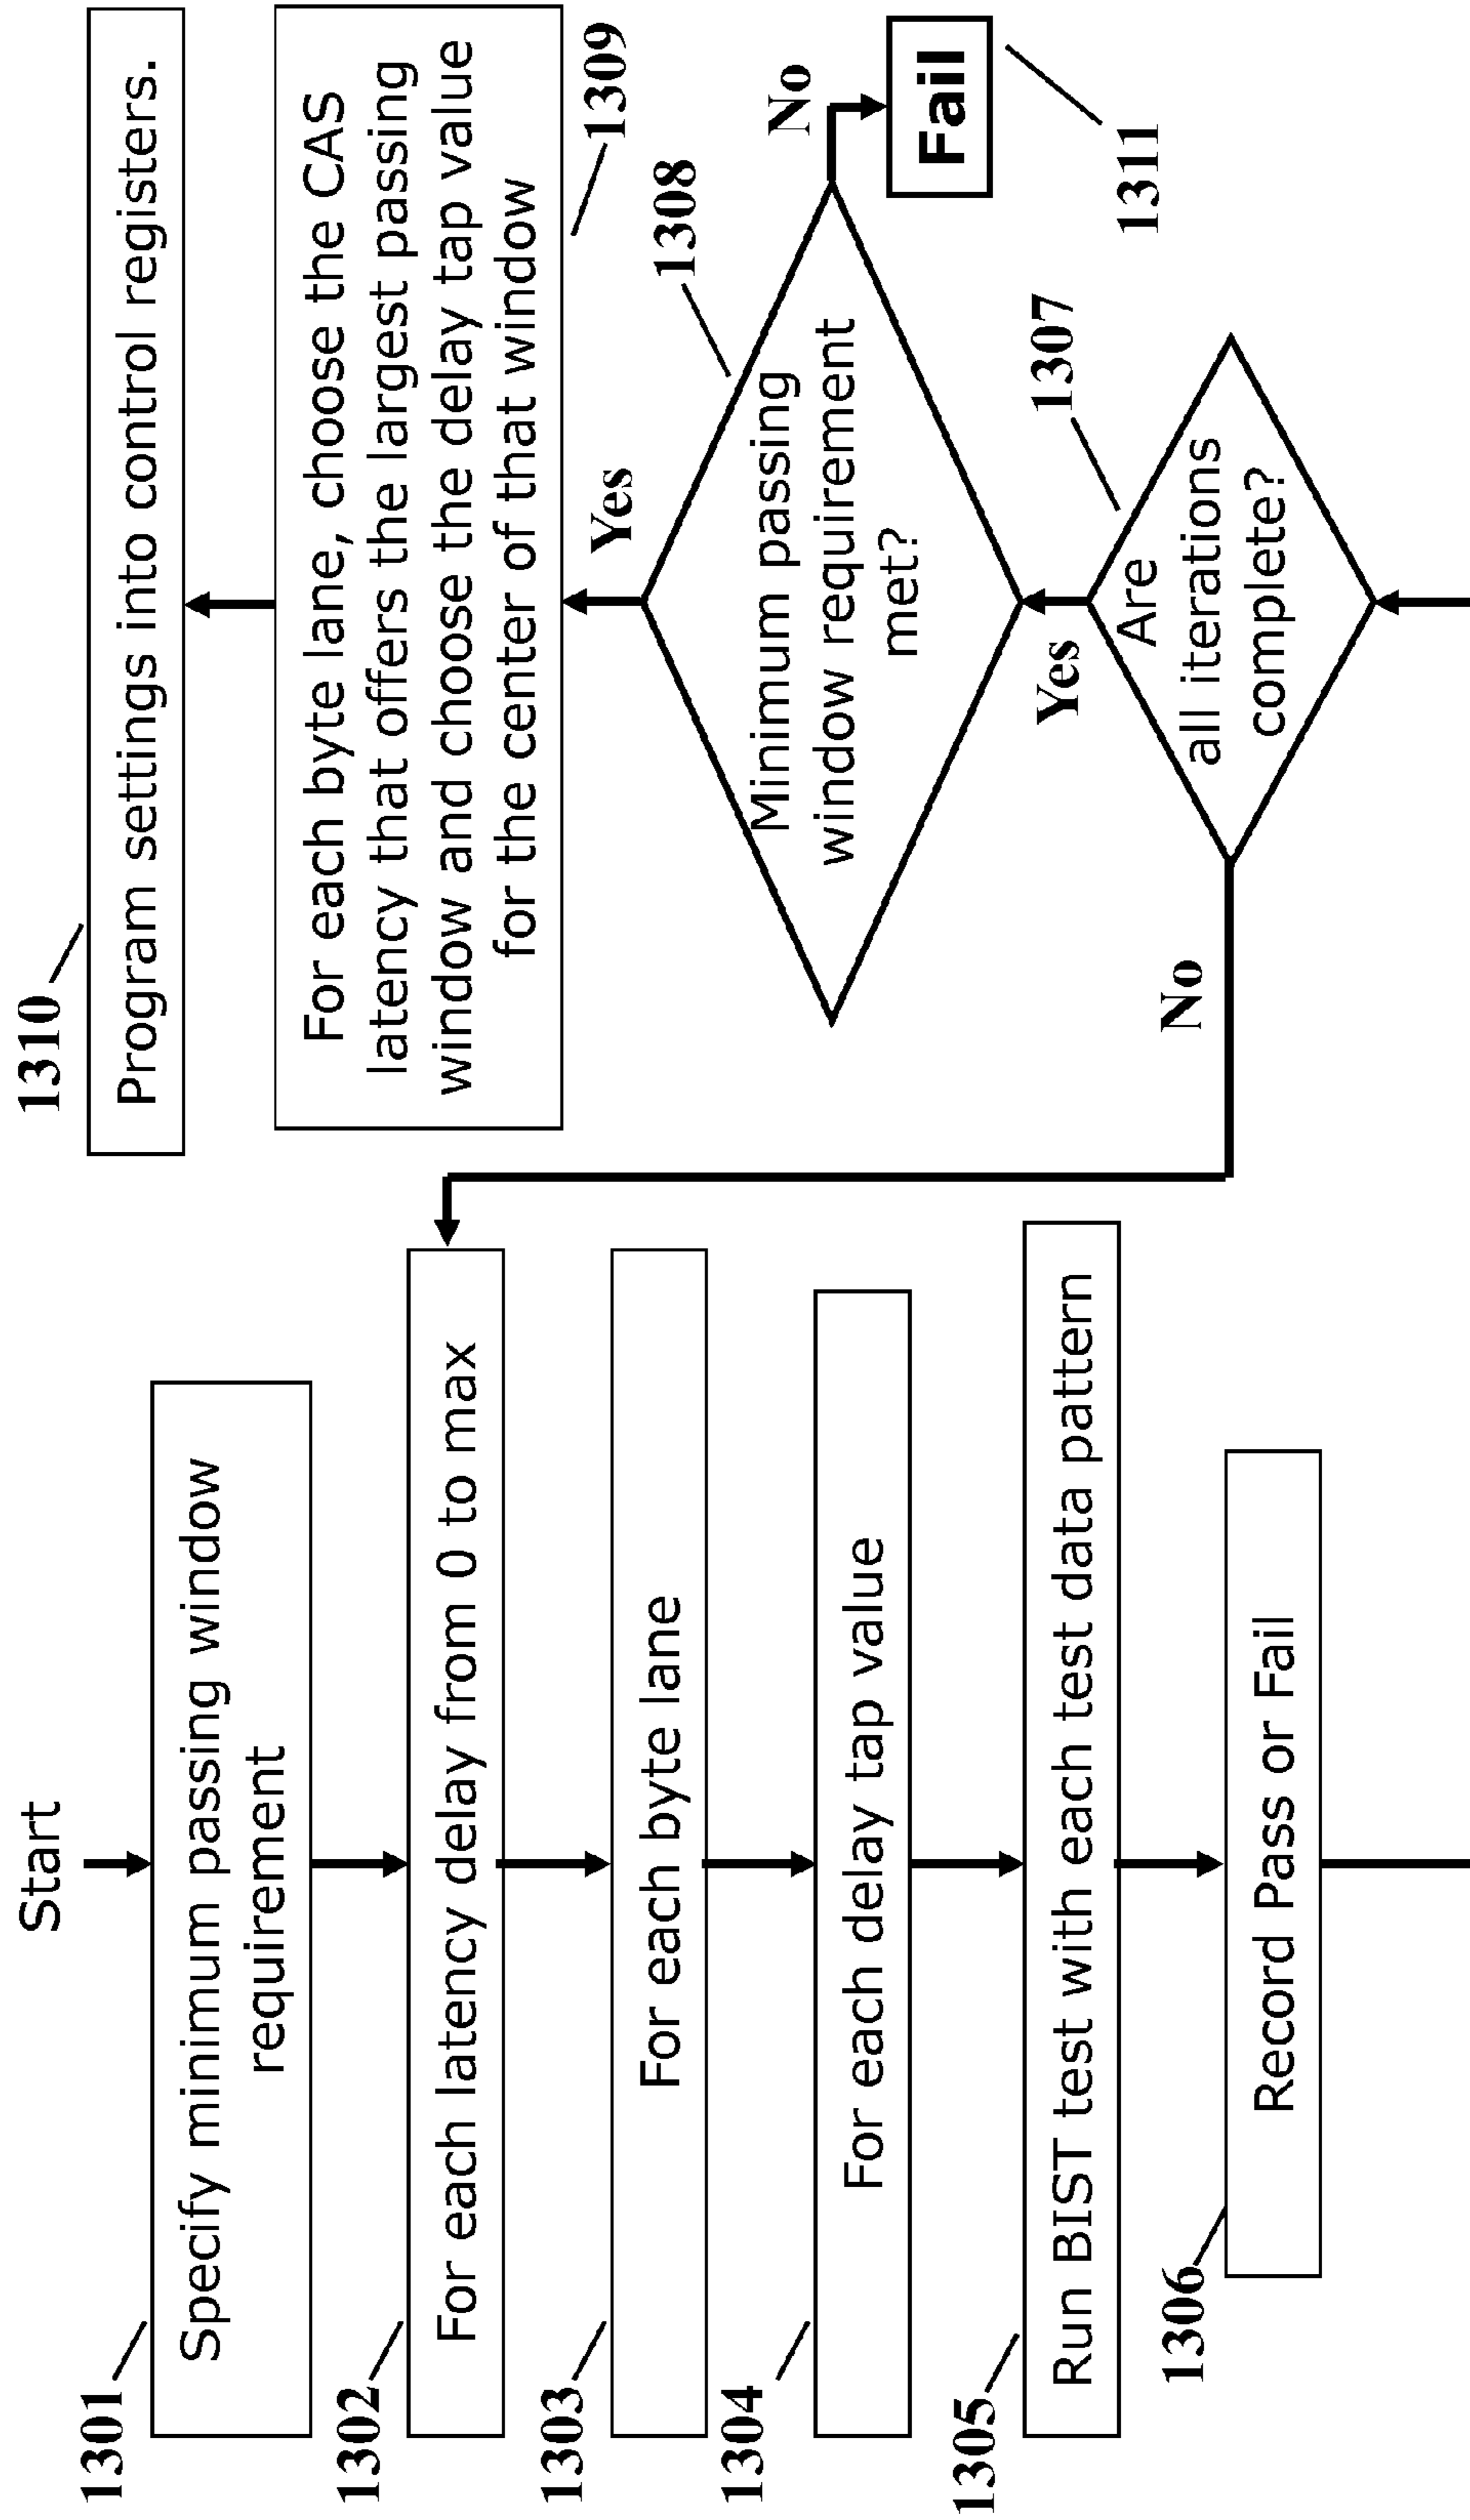 Start
1301
Specify minimum passing window
requirement
1302
For each latency delay from 0 to max
1303
For each byte lane
1304
For each delay tap value
1305
Run BIST test with each test data pattern
1306
Record Pass or Fail
1307
Are
all iterations
complete?
No
Yes
1308
Minimum passing
window requirement
met?
No
Fail
1311
Yes
1309
For each byte lane, choose the CAS
latency that offers the largest passing
window and choose the delay tap value
for the center of that window
1310
Program settings into control registers.